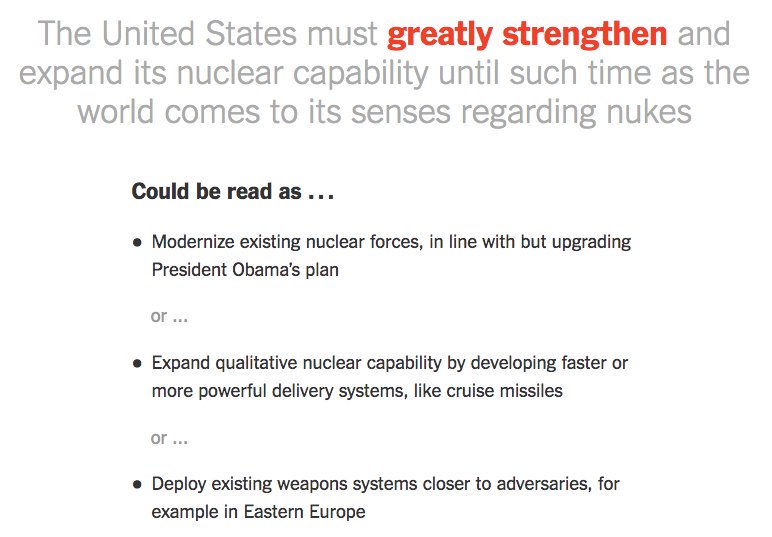 The United States must greatly strengthen and
expand its nuclear capability until such time as the
world comes to its senses regarding nukes
Could be read as ...
● Modernize existing nuclear forces, in line with but upgrading
President Obama’s plan
or ...
● Expand qualitative nuclear capability by developing faster or
more powerful delivery systems, like cruise missiles
or ...
● Deploy existing weapons systems closer to adversaries, for
example in Eastern Europe